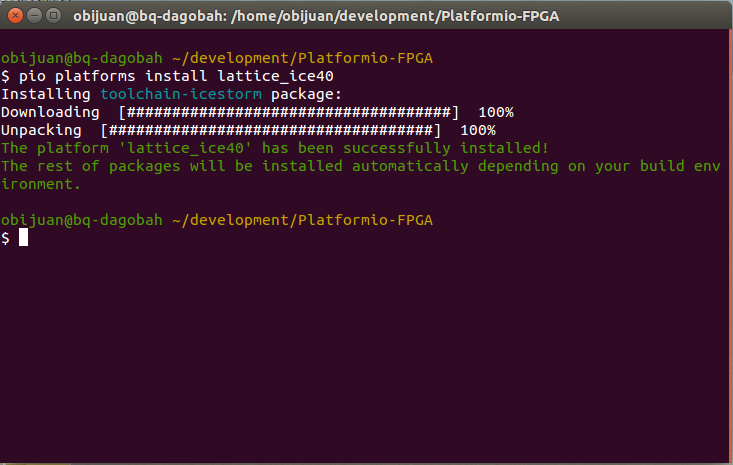 obijuan@bq-dagobah: /home/obijuan/development/Platformio-FPGA
obijuan@bq-dagobah ~/development/Platformio-FPGA
$ pio platforms install lattice_ice40
Installing toolchain-icestorm package:
Downloading  [####################################]  100%
Unpacking  [####################################]  100%
The platform 'lattice_ice40' has been successfully installed!
The rest of packages will be installed automatically depending on your build env
ironment.
obijuan@bq-dagobah ~/development/Platformio-FPGA
$